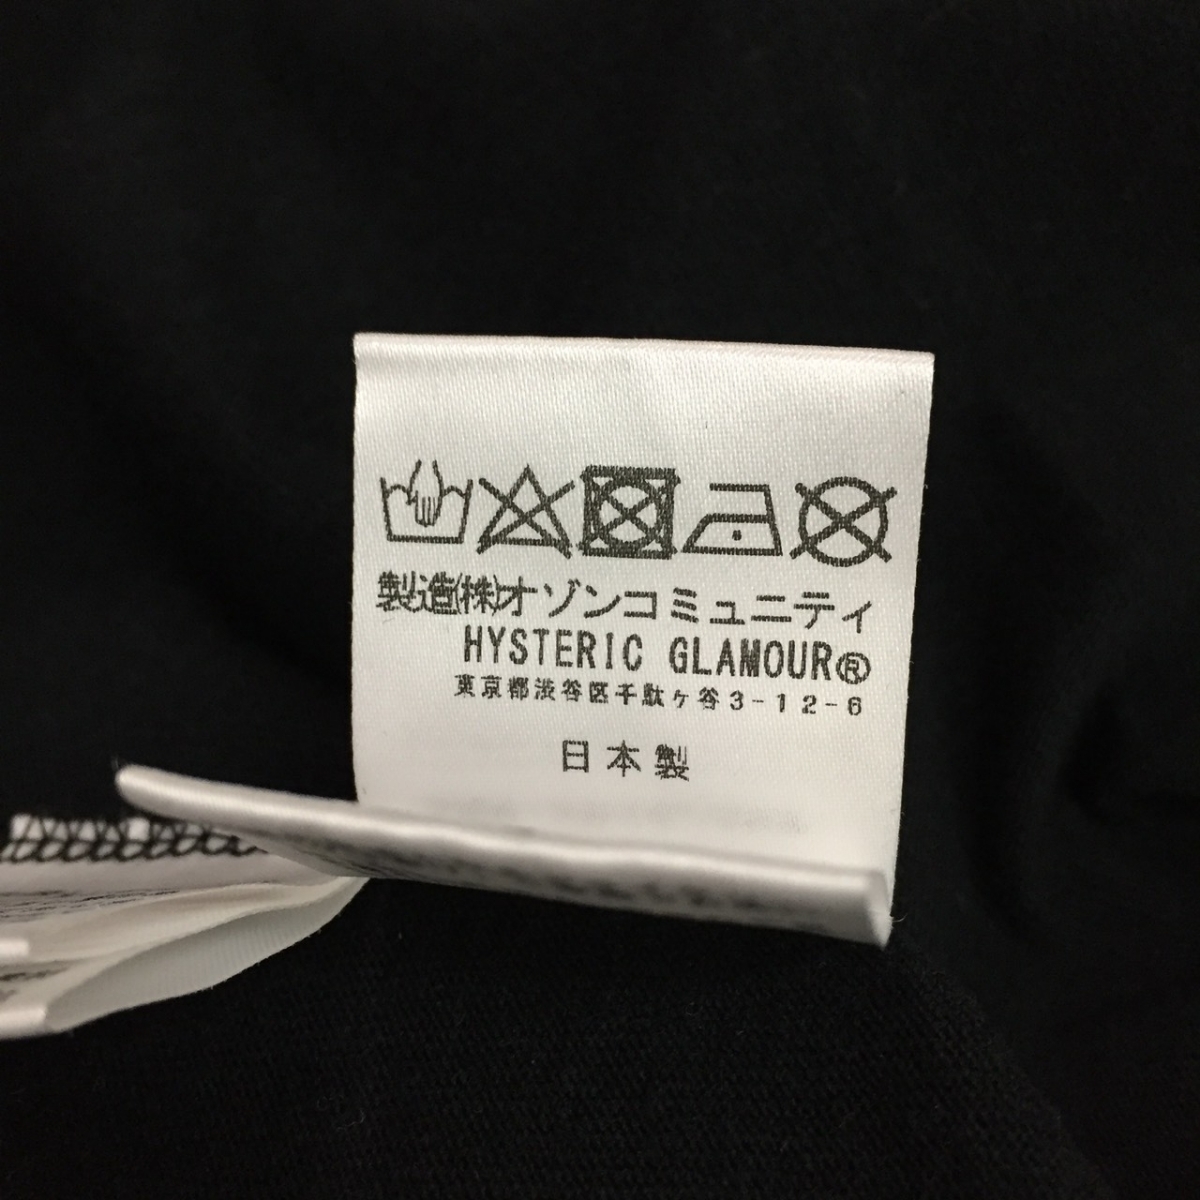 製造(株)オゾンコミュニティ
HYSTERIC GLAMOUR®
東京都渋谷区千駄ヶ谷3-12-6
日本製